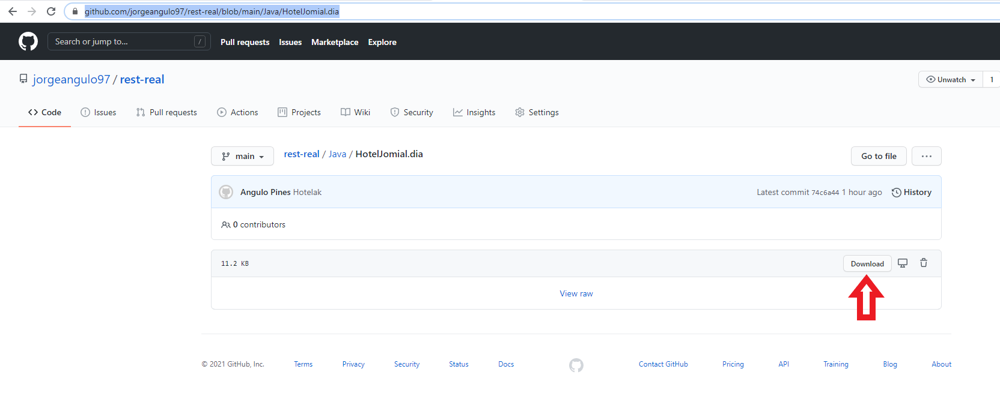 github.com/jorgeangulo97/rest-real/blob/main/Java/HotelJomial.dia
Search or jump to... /
Pull requests Issues Marketplace Explore
jorgeangulo97 / rest-real
Unwatch 1
Code Issues Pull requests Actions Projects Wiki Security Insights Settings
main rest-real / Java / HotelJomial.dia Go to file ...
Angulo Pines Hotelak Latest commit 74c6a44 1 hour ago History
0 contributors
11.2 KB Download
View raw
© 2021 GitHub, Inc. Terms Privacy Security Status Docs Contact GitHub Pricing API Training Blog About